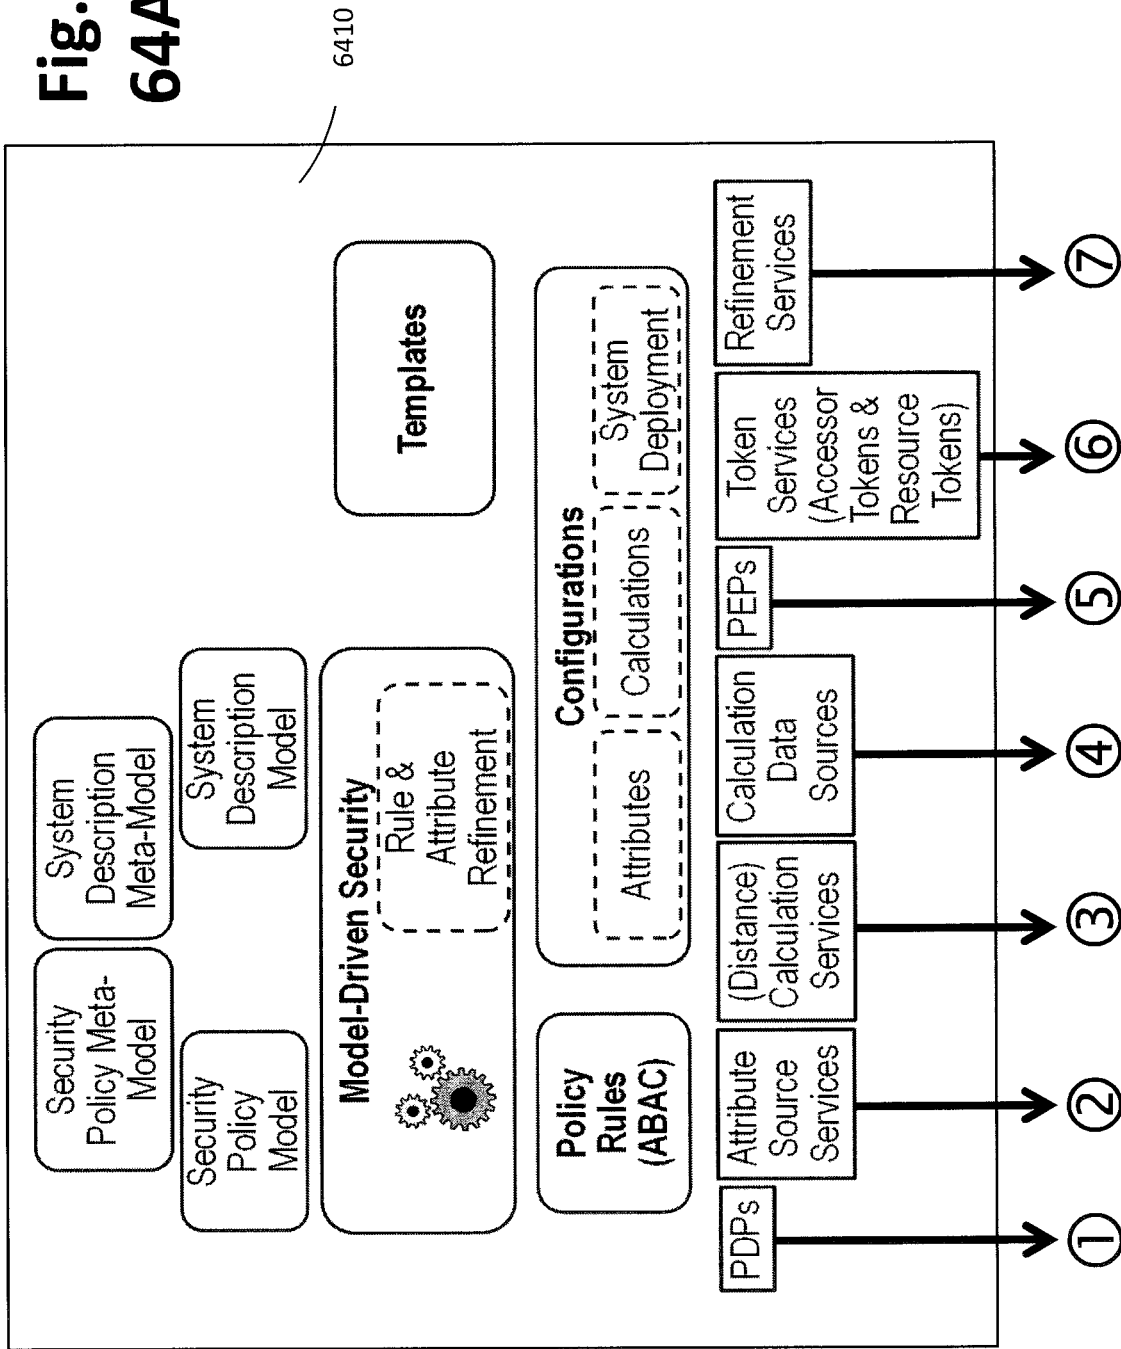 Fig.
64A
6410
Security
Policy Meta-
Model
System
Description
Meta-Model
Security
Policy
Model
System
Description
Model
Model-Driven Security
Rule &
Attribute
Refinement
Templates
Policy
Rules
(ABAC)
Configurations
Attributes
Calculations
System
Deployment
PDPs
Attribute
Source
Services
(Distance)
Calculation
Services
Calculation
Data
Sources
PEPs
Token
Services
(Accessor
Tokens &
Resource
Tokens)
Refinement
Services
①
②
③
④
⑤
⑥
⑦